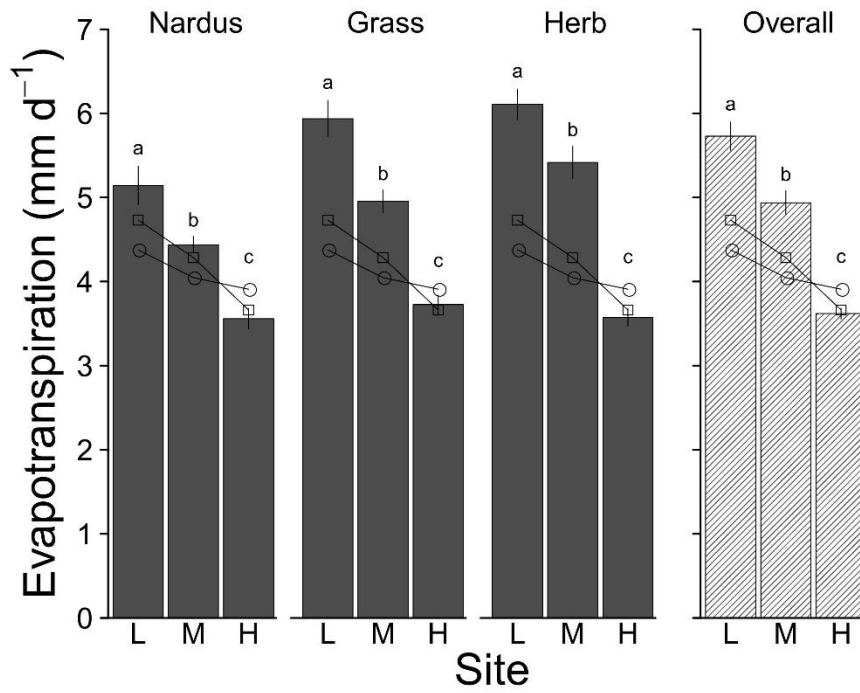 Nardus Grass Herb Overall
Evapotranspiration (mm d⁻¹)
7
6
5
4
3
2
1
0
a b c
a b c
a b c
a b c
L M H L M H L M H L M H
Site